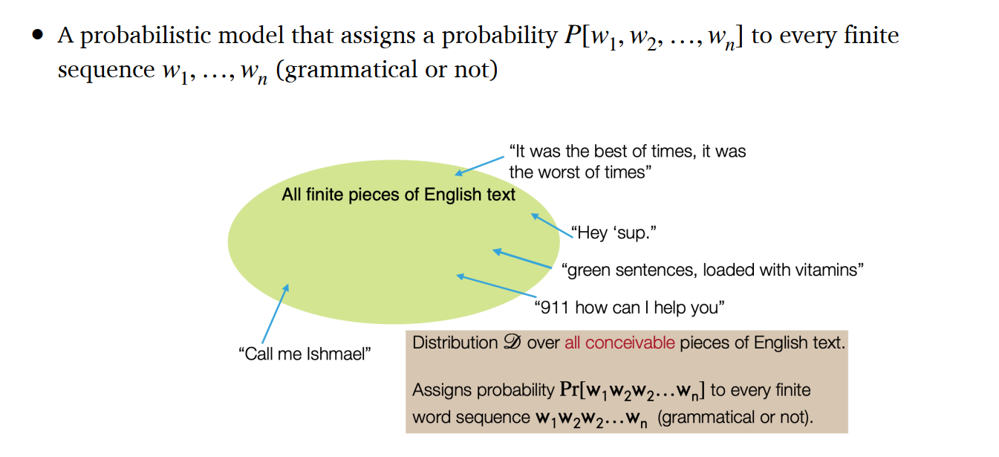 • A probabilistic model that assigns a probability P[w₁, w₂, …, wₙ] to every finite
sequence w₁, …, wₙ (grammatical or not)
“It was the best of times, it was
the worst of times”
All finite pieces of English text
“Hey ‘sup.”
“green sentences, loaded with vitamins”
“911 how can I help you”
“Call me Ishmael”
Distribution 𝒟 over all conceivable pieces of English text.
Assigns probability Pr[w₁w₂w₂…wₙ] to every finite
word sequence w₁w₂w₂…wₙ (grammatical or not).